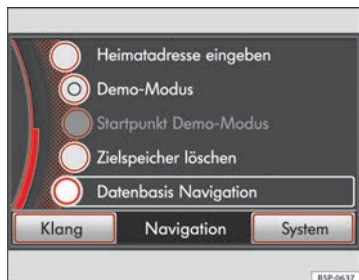 Heimatadresse eingeben
Demo-Modus
Startpunkt Demo-Modus
Zielspeicher löschen
Datenbasis Navigation
Klang Navigation System
BSP-0637